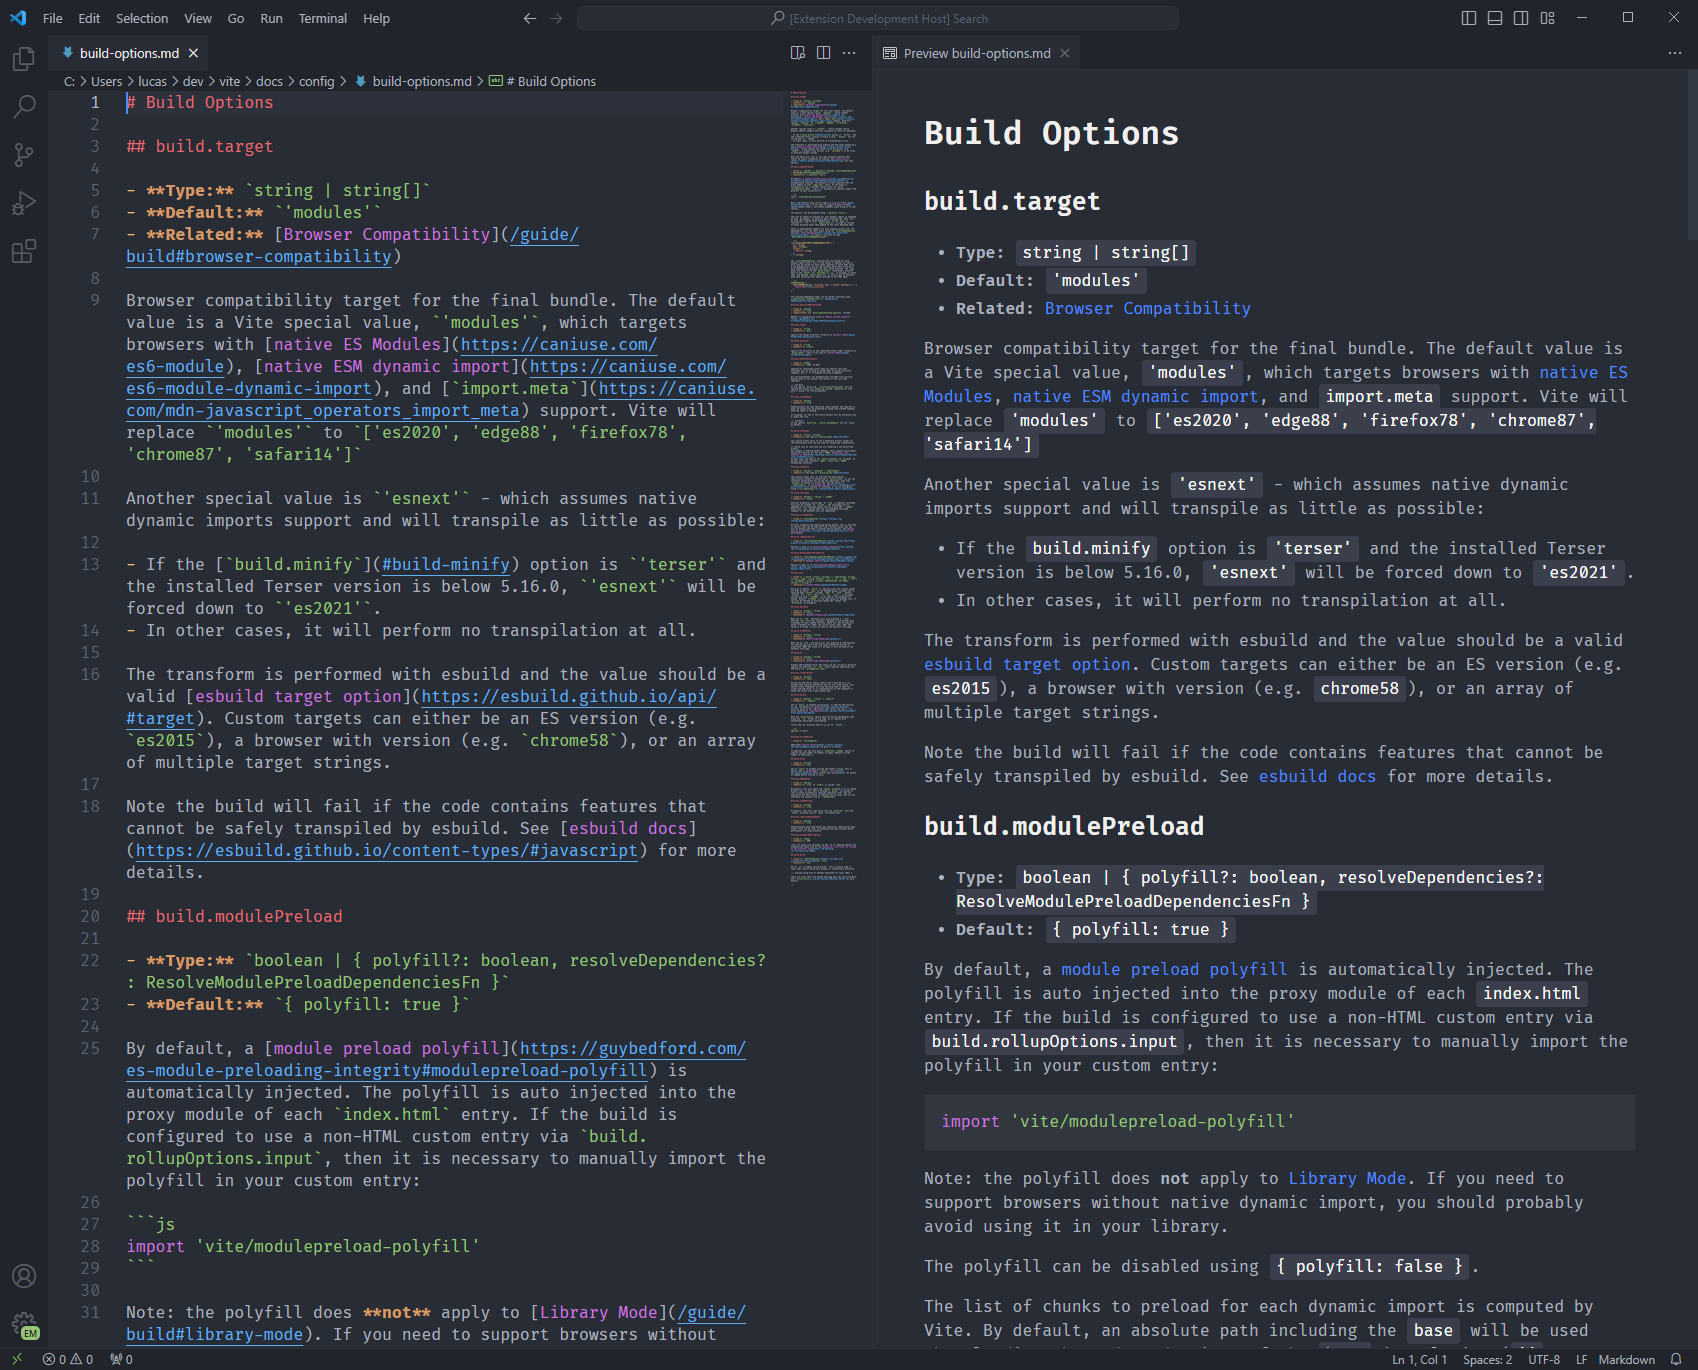 File Edit Selection View Go Run Terminal Help
[Extension Development Host] Search
build-options.md
C: > Users > lucas > dev > vite > docs > config > build-options.md > # Build Options
1 # Build Options
2
3 ## build.target
4
5 - **Type:** `string | string[]`
6 - **Default:** `'modules'`
7 - **Related:** [Browser Compatibility](/guide/
build#browser-compatibility)
8
9 Browser compatibility target for the final bundle. The default
value is a Vite special value, `'modules'`, which targets
browsers with [native ES Modules](https://caniuse.com/
es6-module), [native ESM dynamic import](https://caniuse.com/
es6-module-dynamic-import), and [`import.meta`](https://caniuse.
com/mdn-javascript_operators_import_meta) support. Vite will
replace `'modules'` to `['es2020', 'edge88', 'firefox78',
'chrome87', 'safari14']`
10
11 Another special value is `'esnext'` - which assumes native
dynamic imports support and will transpile as little as possible:
12
13 - If the [`build.minify`](#build-minify) option is `'terser'` and
the installed Terser version is below 5.16.0, `'esnext'` will be
forced down to `'es2021'`.
14 - In other cases, it will perform no transpilation at all.
15
16 The transform is performed with esbuild and the value should be a
valid [esbuild target option](https://esbuild.github.io/api/
#target). Custom targets can either be an ES version (e.g.
`es2015`), a browser with version (e.g. `chrome58`), or an array
of multiple target strings.
17
18 Note the build will fail if the code contains features that
cannot be safely transpiled by esbuild. See [esbuild docs]
(https://esbuild.github.io/content-types/#javascript) for more
details.
19
20 ## build.modulePreload
21
22 - **Type:** `boolean | { polyfill?: boolean, resolveDependencies?
: ResolveModulePreloadDependenciesFn }`
23 - **Default:** `{ polyfill: true }`
24
25 By default, a [module preload polyfill](https://guybedford.com/
es-module-preloading-integrity#modulepreload-polyfill) is
automatically injected. The polyfill is auto injected into the
proxy module of each `index.html` entry. If the build is
configured to use a non-HTML custom entry via `build.
rollupOptions.input`, then it is necessary to manually import the
polyfill in your custom entry:
26
27 ```js
28 import 'vite/modulepreload-polyfill'
29 ```
30
31 Note: the polyfill does **not** apply to [Library Mode](/guide/
build#library-mode). If you need to support browsers without
Preview build-options.md
Build Options
build.target
• Type: string | string[]
• Default: 'modules'
• Related: Browser Compatibility
Browser compatibility target for the final bundle. The default value is
a Vite special value, 'modules', which targets browsers with native ES
Modules, native ESM dynamic import, and import.meta support. Vite will
replace 'modules' to ['es2020', 'edge88', 'firefox78', 'chrome87',
'safari14']
Another special value is 'esnext' - which assumes native dynamic
imports support and will transpile as little as possible:
• If the build.minify option is 'terser' and the installed Terser
version is below 5.16.0, 'esnext' will be forced down to 'es2021'.
• In other cases, it will perform no transpilation at all.
The transform is performed with esbuild and the value should be a valid
esbuild target option. Custom targets can either be an ES version (e.g.
es2015), a browser with version (e.g. chrome58), or an array of
multiple target strings.
Note the build will fail if the code contains features that cannot be
safely transpiled by esbuild. See esbuild docs for more details.
build.modulePreload
• Type: boolean | { polyfill?: boolean, resolveDependencies?:
ResolveModulePreloadDependenciesFn }
• Default: { polyfill: true }
By default, a module preload polyfill is automatically injected. The
polyfill is auto injected into the proxy module of each index.html
entry. If the build is configured to use a non-HTML custom entry via
build.rollupOptions.input, then it is necessary to manually import the
polyfill in your custom entry:
import 'vite/modulepreload-polyfill'
Note: the polyfill does not apply to Library Mode. If you need to
support browsers without native dynamic import, you should probably
avoid using it in your library.
The polyfill can be disabled using { polyfill: false }.
The list of chunks to preload for each dynamic import is computed by
Vite. By default, an absolute path including the base will be used
EM
0 0 0
Ln 1, Col 1 Spaces: 2 UTF-8 LF Markdown